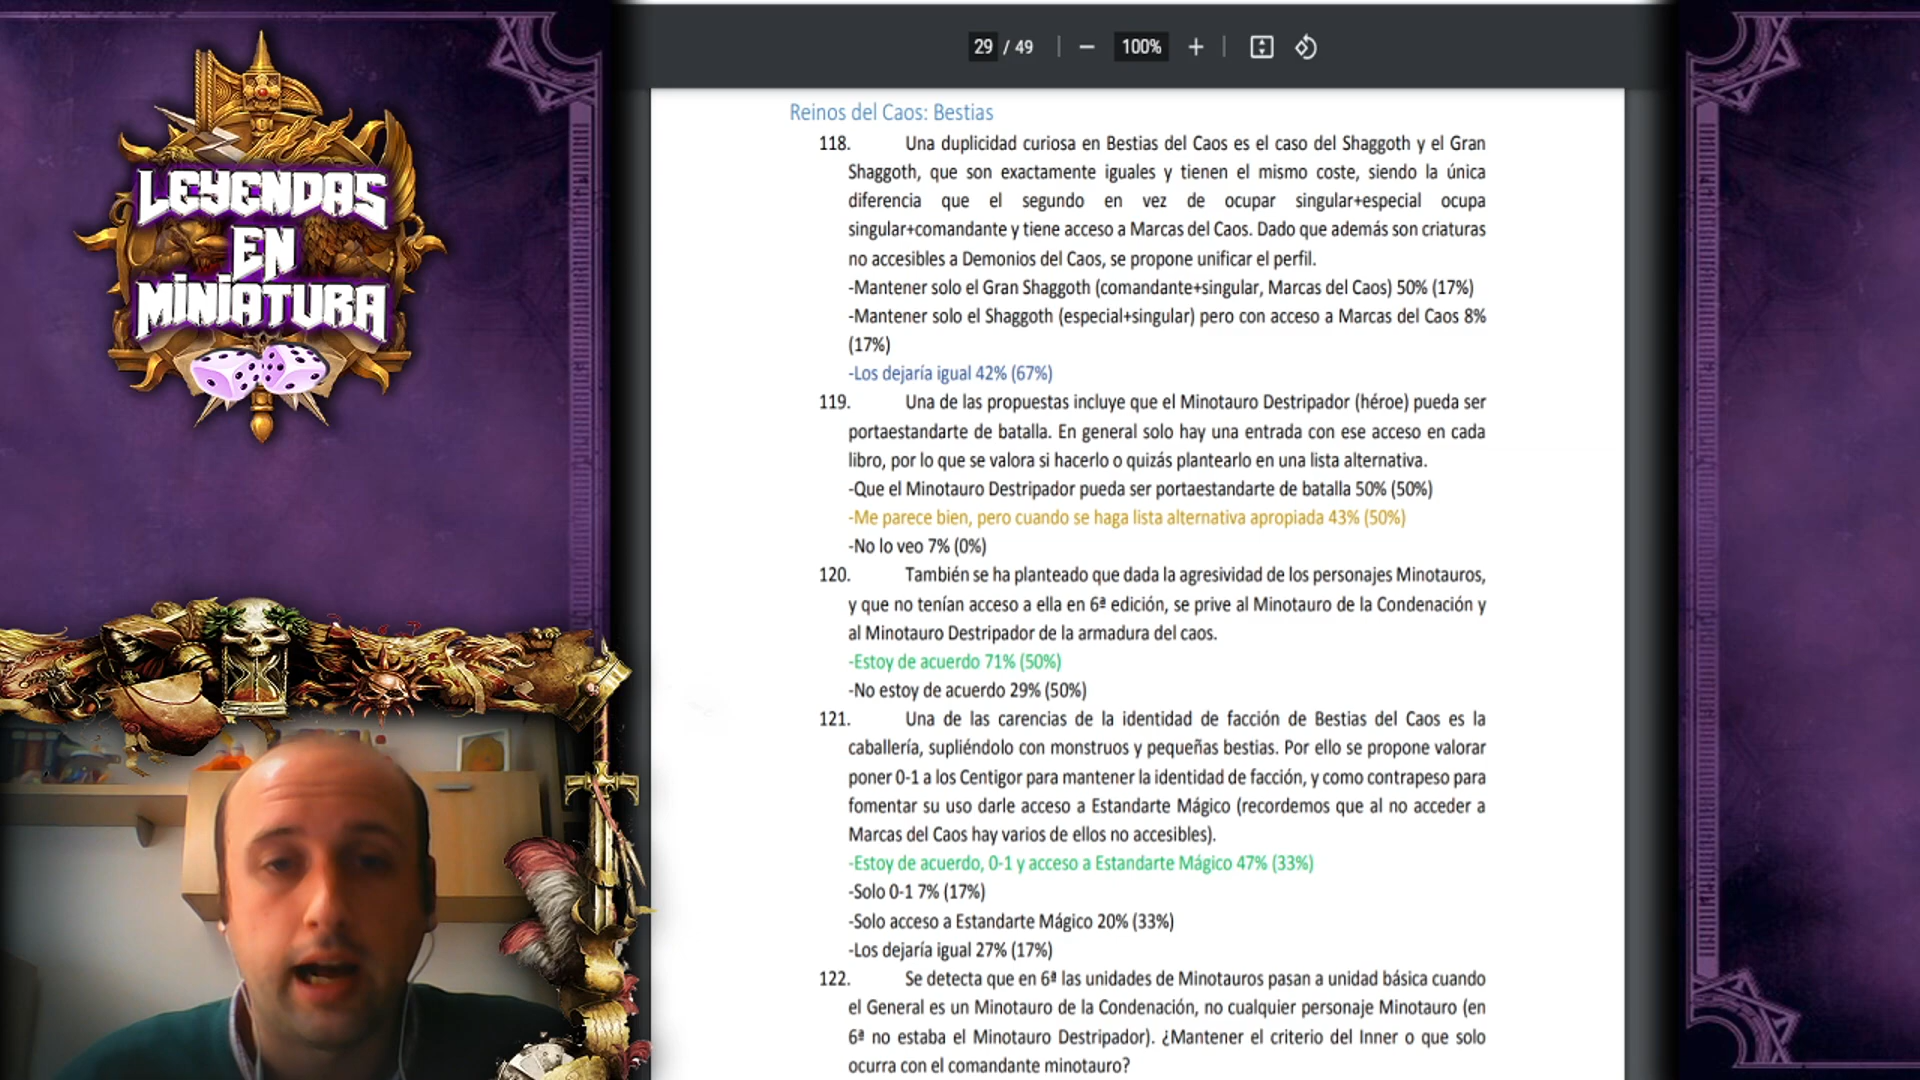 LEYENDAS
EN
MINIATURA
29 / 49
100%
Reinos del Caos: Bestias
118. Una duplicidad curiosa en Bestias del Caos es el caso del Shaggoth y el Gran
Shaggoth, que son exactamente iguales y tienen el mismo coste, siendo la única
diferencia que el segundo en vez de ocupar singular+especial ocupa
singular+comandante y tiene acceso a Marcas del Caos. Dado que además son criaturas
no accesibles a Demonios del Caos, se propone unificar el perfil.
-Mantener solo el Gran Shaggoth (comandante+singular, Marcas del Caos) 50% (17%)
-Mantener solo el Shaggoth (especial+singular) pero con acceso a Marcas del Caos 8%
(17%)
-Los dejaría igual 42% (67%)
119. Una de las propuestas incluye que el Minotauro Destripador (héroe) pueda ser
portaestandarte de batalla. En general solo hay una entrada con ese acceso en cada
libro, por lo que se valora si hacerlo o quizás plantearlo en una lista alternativa.
-Que el Minotauro Destripador pueda ser portaestandarte de batalla 50% (50%)
-Me parece bien, pero cuando se haga lista alternativa apropiada 43% (50%)
-No lo veo 7% (0%)
120. También se ha planteado que dada la agresividad de los personajes Minotauros,
y que no tenían acceso a ella en 6ª edición, se prive al Minotauro de la Condenación y
al Minotauro Destripador de la armadura del caos.
-Estoy de acuerdo 71% (50%)
-No estoy de acuerdo 29% (50%)
121. Una de las carencias de la identidad de facción de Bestias del Caos es la
caballería, supliéndolo con monstruos y pequeñas bestias. Por ello se propone valorar
poner 0-1 a los Centigor para mantener la identidad de facción, y como contrapeso para
fomentar su uso darle acceso a Estandarte Mágico (recordemos que al no acceder a
Marcas del Caos hay varios de ellos no accesibles).
-Estoy de acuerdo, 0-1 y acceso a Estandarte Mágico 47% (33%)
-Solo 0-1 7% (17%)
-Solo acceso a Estandarte Mágico 20% (33%)
-Los dejaría igual 27% (17%)
122. Se detecta que en 6ª las unidades de Minotauros pasan a unidad básica cuando
el General es un Minotauro de la Condenación, no cualquier personaje Minotauro (en
6ª no estaba el Minotauro Destripador). ¿Mantener el criterio del Inner o que solo
ocurra con el comandante minotauro?